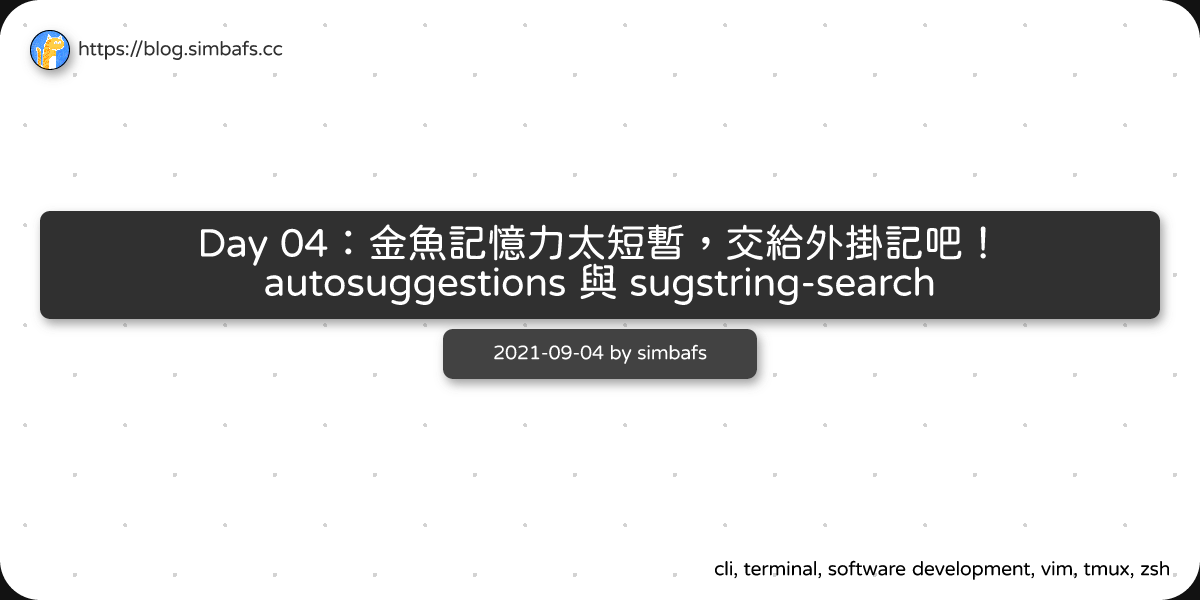 https://blog.simbafs.cc
Day 04：金魚記憶力太短暫，交給外掛記吧！
autosuggestions 與 sugstring-search
2021-09-04 by simbafs
cli, terminal, software development, vim, tmux, zsh